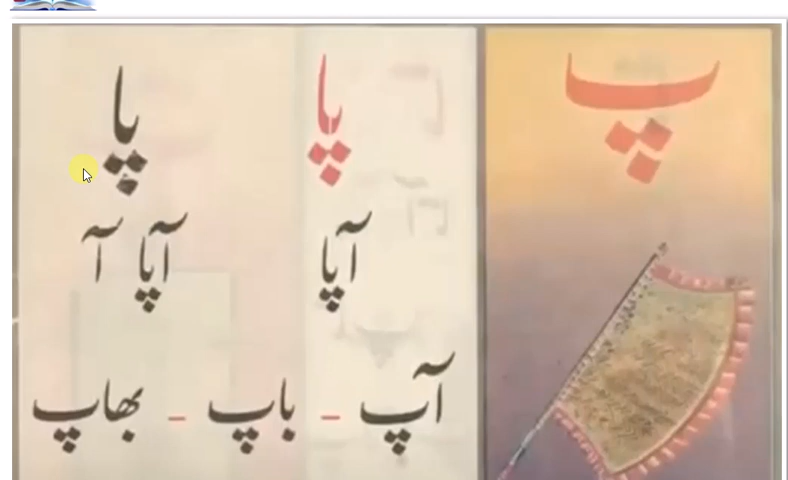 پ
پا پا
آپا آپا آ
آپ - باپ - بھاپ